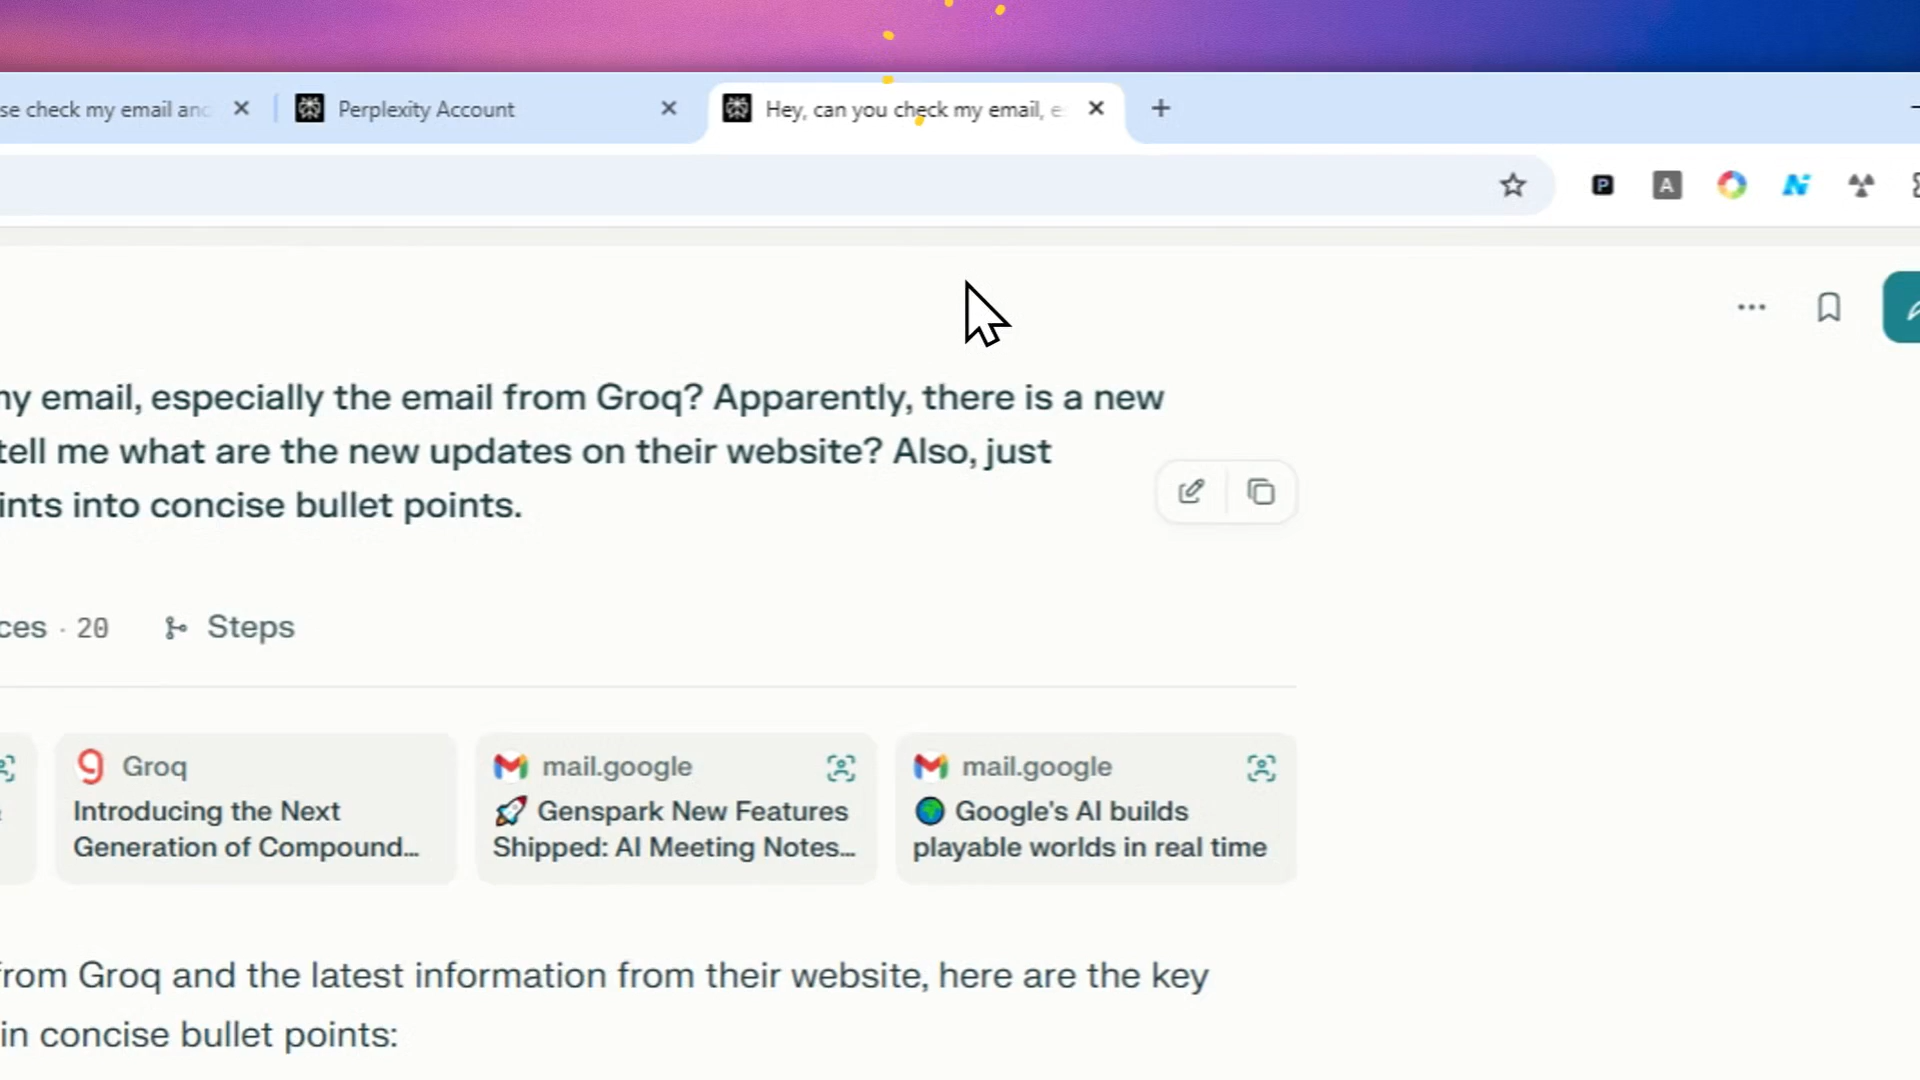 se check my email and
Perplexity Account
Hey, can you check my email, e
P
A
my email, especially the email from Groq? Apparently, there is a new
tell me what are the new updates on their website? Also, just
ints into concise bullet points.
ces · 20
Steps
Groq
Introducing the Next
Generation of Compound...
mail.google
🚀 Genspark New Features
Shipped: AI Meeting Notes...
mail.google
🌍 Google's AI builds
playable worlds in real time
from Groq and the latest information from their website, here are the key
in concise bullet points: